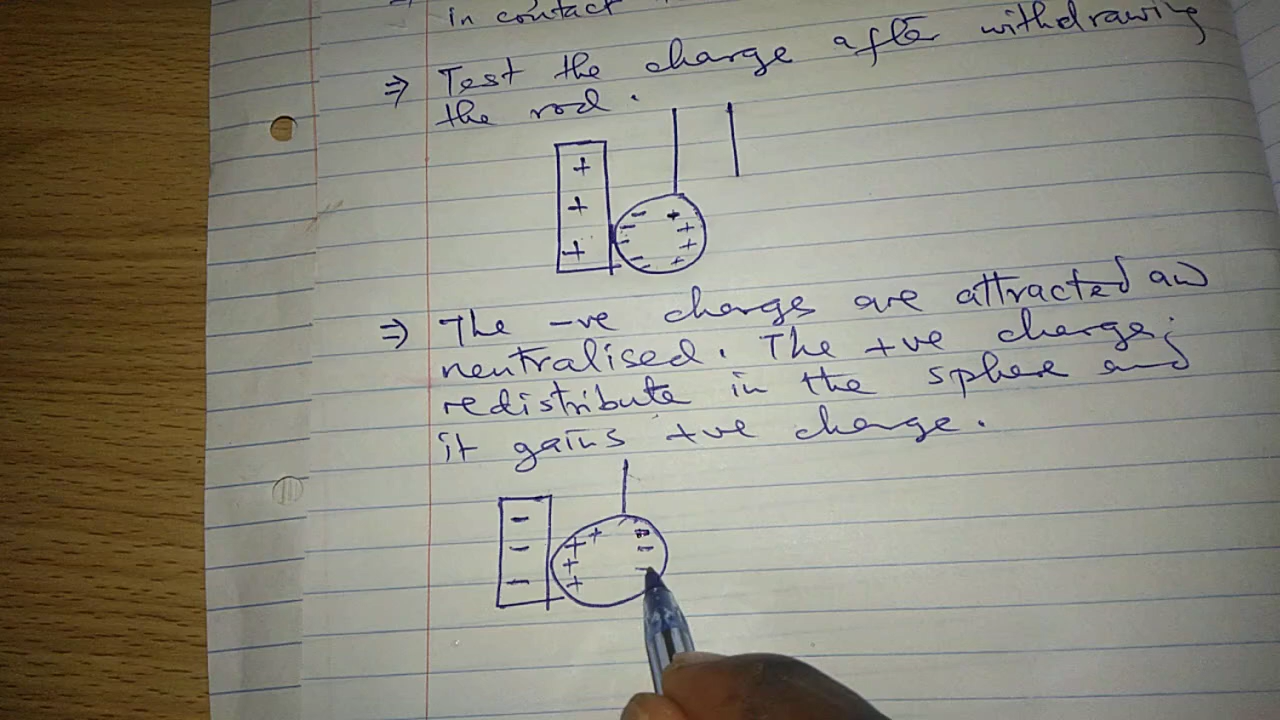 in contact
⇒ Test the charge after withdrawing
the rod.
+
+
+
- +
- +
- +
- +
⇒ The -ve charges are attracted and
neutralised. The +ve charges
redistribute in the sphere and
it gains +ve charge.
-
-
-
+ + -
+ -
+ -